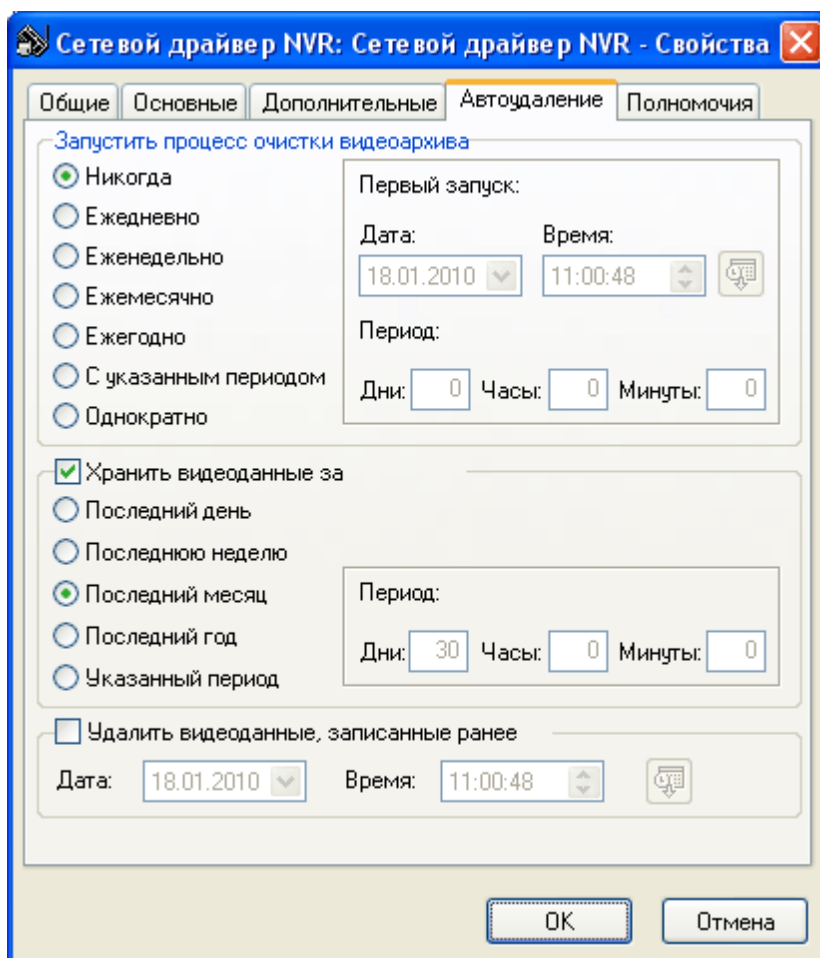 Сетевой драйвер NVR: Сетевой драйвер NVR - Свойства
Общие Основные Дополнительные Автоудаление Полномочия
Запустить процесс очистки видеоархива
Никогда
Ежедневно
Еженедельно
Ежемесячно
Ежегодно
С указанным периодом
Однократно
Первый запуск:
Дата: Время:
18.01.2010 11:00:48
Период:
Дни: 0 Часы: 0 Минуты: 0
Хранить видеоданные за
Последний день
Последнюю неделю
Последний месяц
Последний год
Указанный период
Период:
Дни: 30 Часы: 0 Минуты: 0
Удалить видеоданные, записанные ранее
Дата: 18.01.2010 Время: 11:00:48
OK Отмена